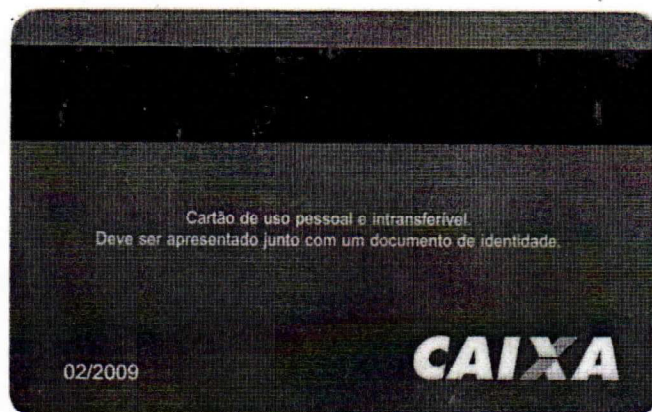 Cartão de uso pessoal e intransferível.
Deve ser apresentado junto com um documento de identidade.
02/2009
CAIXA